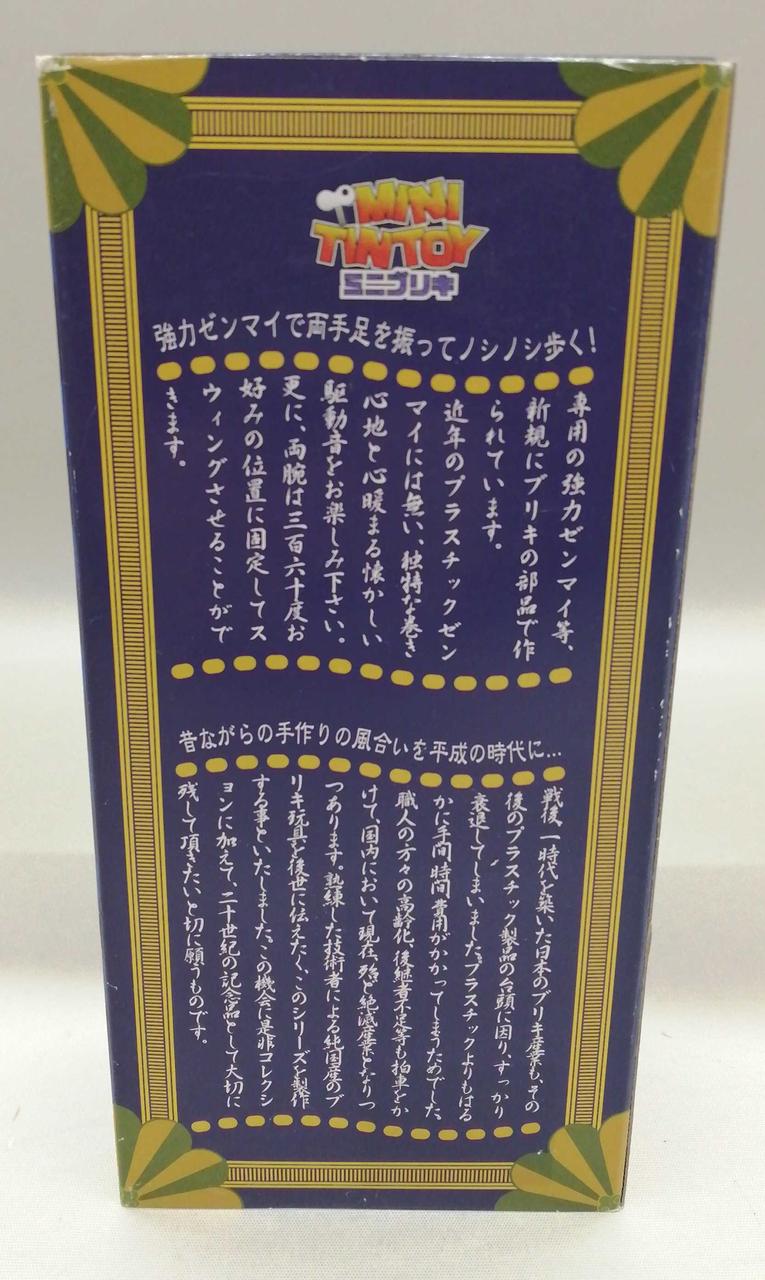 MINI
TINTOY
ミニブリキ
強力ゼンマイで両手足を振ってノシノシ歩く!
専用の強力ゼンマイ等、
新規にブリキの部品で作
られています。
近年のプラスチックゼン
マイには無い、独特な巻き
心地と心暖まる懐かしい
駆動音をお楽しみ下さい。
更に、両腕は三百六十度お
好みの位置に固定してス
ウィングさせることがで
きます。
昔ながらの手作りの風合いを平成の時代に...
戦後、一時代を築いた日本のブリキ産業も、その
後のプラスチック製品の台頭に因り、すっかり
衰退してしまいました。プラスチックよりもはる
かに手間、時間、費用がかかってしまうためでした。
職人の方々の高齢化、後継者不足等も拍車をか
けて、国内において現在、殆ど絶滅産業となりつ
つあります。熟練した技術者による純国産のブ
リキ玩具を後世に伝えたく、このシリーズを製作
する事といたしました。この機会に是非コレクシ
ョンに加えて、二十世紀の記念品として大切に
残して頂きたいと切に願うものです。